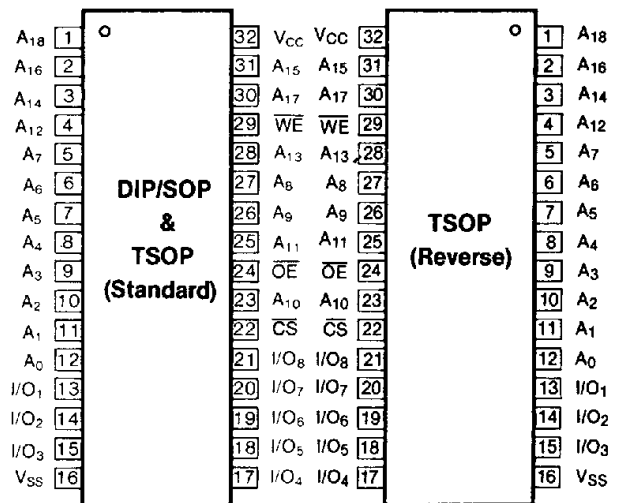 A18 1 32 VCC VCC 32 1 A18
A16 2 31 A15 A15 31 2 A16
A14 3 30 A17 A17 30 3 A14
A12 4 29 WE WE 29 4 A12
A7 5 28 A13 A13 28 5 A7
A6 6 27 A8 A8 27 6 A6
A5 7 26 A9 A9 26 7 A5
A4 8 25 A11 A11 25 8 A4
A3 9 24 OE OE 24 9 A3
A2 10 23 A10 A10 23 10 A2
A1 11 22 CS CS 22 11 A1
A0 12 21 I/O8 I/O8 21 12 A0
I/O1 13 20 I/O7 I/O7 20 13 I/O1
I/O2 14 19 I/O6 I/O6 19 14 I/O2
I/O3 15 18 I/O5 I/O5 18 15 I/O3
VSS 16 17 I/O4 I/O4 17 16 VSS
DIP/SOP
&
TSOP
(Standard)
TSOP
(Reverse)